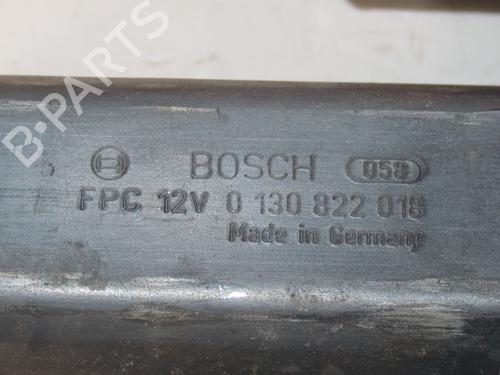 B-PARTS
BOSCH 058
FPC 12V 0 130 822 018
Made in Germany